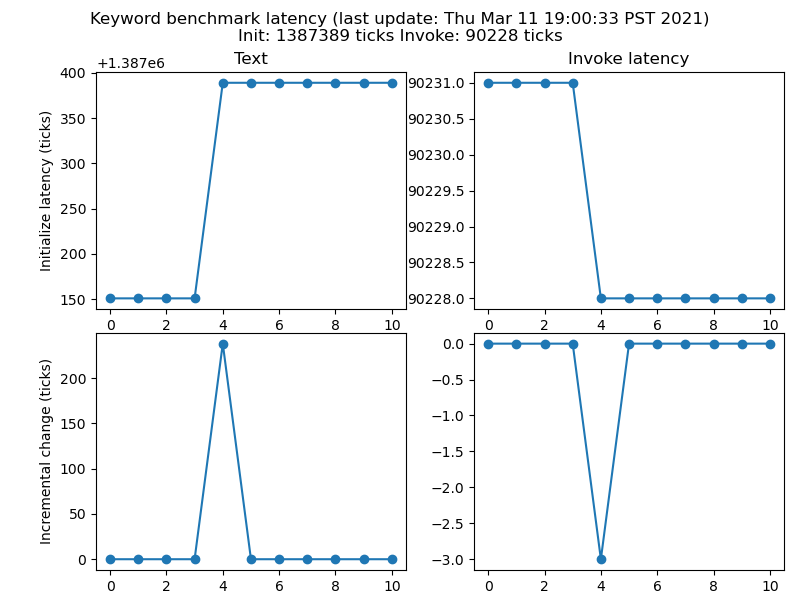 Keyword benchmark latency (last update: Thu Mar 11 19:00:33 PST 2021)
Init: 1387389 ticks Invoke: 90228 ticks
Text
+1.387e6
Initialize latency (ticks)
400
350
300
250
200
150
0 2 4 6 8 10
Invoke latency
90231.0
90230.5
90230.0
90229.5
90229.0
90228.5
90228.0
0 2 4 6 8 10
Incremental change (ticks)
200
150
100
50
0
0 2 4 6 8 10
0.0
−0.5
−1.0
−1.5
−2.0
−2.5
−3.0
0 2 4 6 8 10